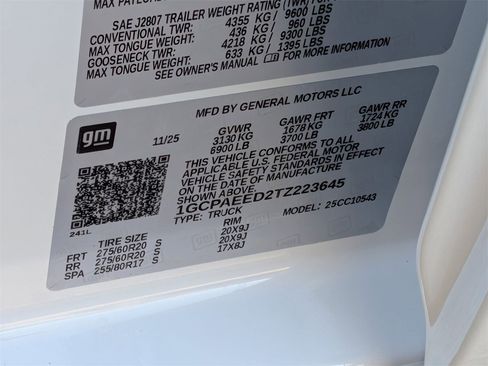 SAE J2807 TRAILER WEIGHT RATING (TWR) FOR
CONVENTIONAL TWR: 4355 KG / 9600 LBS
MAX TONGUE WEIGHT: 436 KG / 960 LBS
GOOSENECK TWR: 4218 KG / 9300 LBS
MAX TONGUE WEIGHT: 633 KG / 1395 LBS
SEE OWNER'S MANUAL FOR MORE INFORMATION
MFD BY GENERAL MOTORS LLC
gm
11/25 GVWR GAWR FRT GAWR RR
3130 KG 1678 KG 1724 KG
6900 LB 3700 LB 3800 LB
THIS VEHICLE CONFORMS TO ALL
APPLICABLE U.S. FEDERAL MOTOR
VEHICLE SAFETY STANDARDS IN EFFECT
ON THE DATE OF MANUFACTURE
1GCPAEED2TZ223645
TYPE: TRUCK MODEL: 25CC10543
241L
TIRE SIZE RIM
FRT 275/60R20 S 20X9J
RR 275/60R20 S 20X9J
SPA 255/80R17 S 17X8J